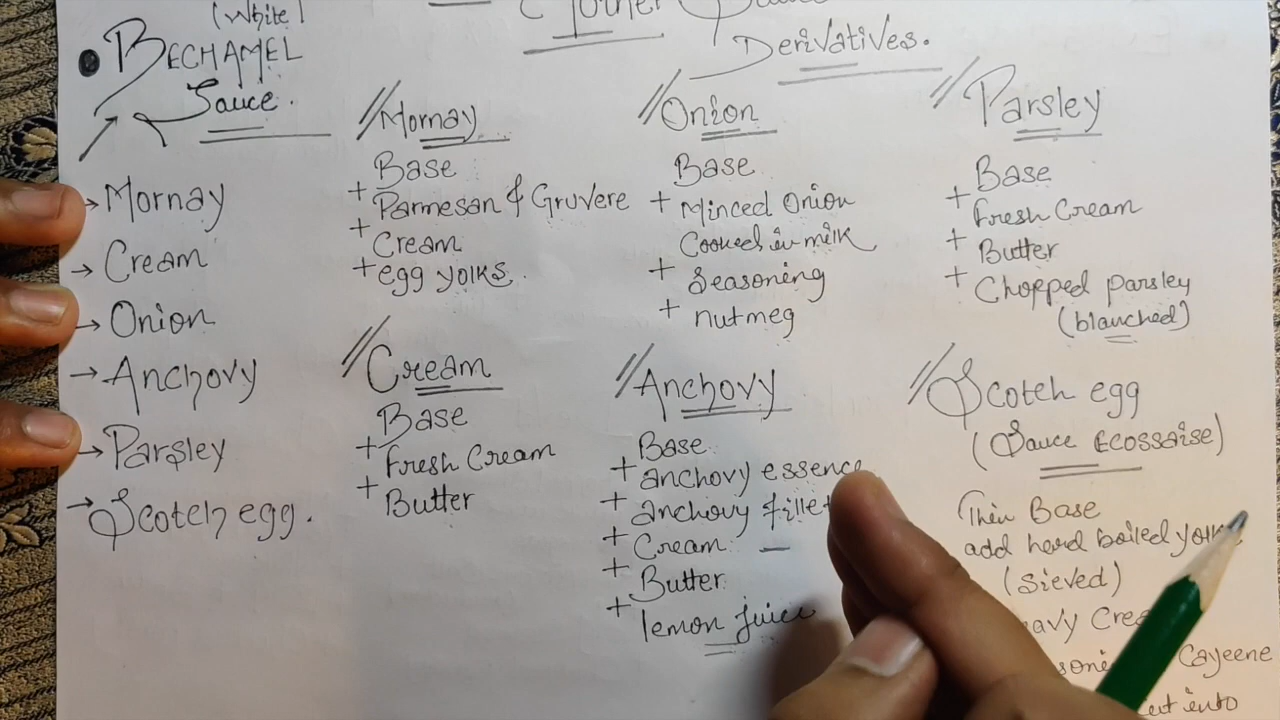 (White)
Mother
Derivatives.
BECHAMEL
Sauce.
Mornay
Cream
Onion
Anchovy
Parsley
Scotch egg.
Mornay
Base
+ Parmesan & Gruvere
+ Cream
+ egg yolks.
Cream
Base
+ Fresh Cream
+ Butter
Onion
Base
+ Minced Onion
Cooked in milk
+ Seasoning
+ nutmeg
Anchovy
Base
+ anchovy essence
+ anchovy fillet
+ Cream
+ Butter
+ lemon juice
Parsley
Base
+ Fresh Cream
+ Butter
+ Chopped parsley
(blanched)
Scotch egg
(Sauce Ecossaise)
Thin Base
add hard boiled yolk
(Sieved)
Cayeene
into